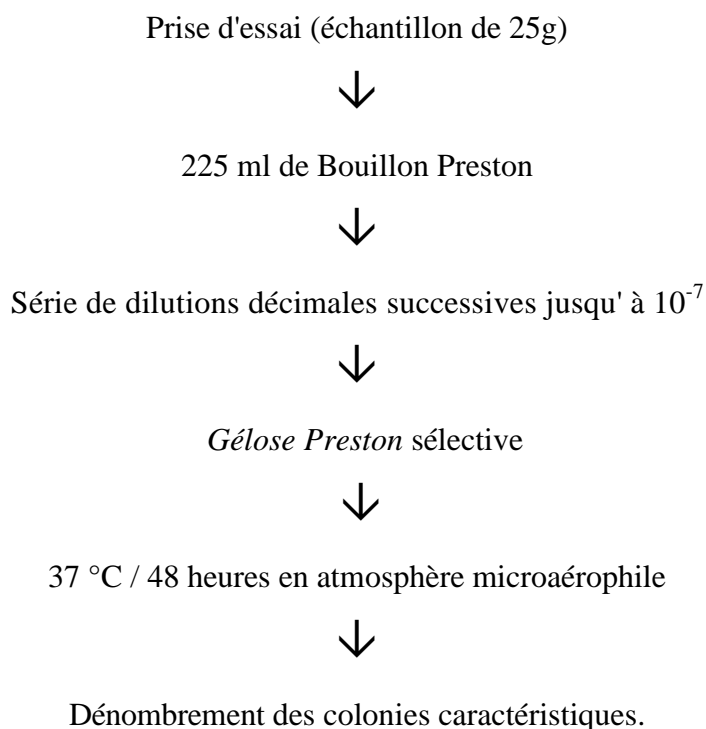 Prise d'essai (échantillon de 25g)
↓
225 ml de Bouillon Preston
↓
Série de dilutions décimales successives jusqu' à 10⁻⁷
↓
Gélose Preston sélective
↓
37 °C / 48 heures en atmosphère microaérophile
↓
Dénombrement des colonies caractéristiques.